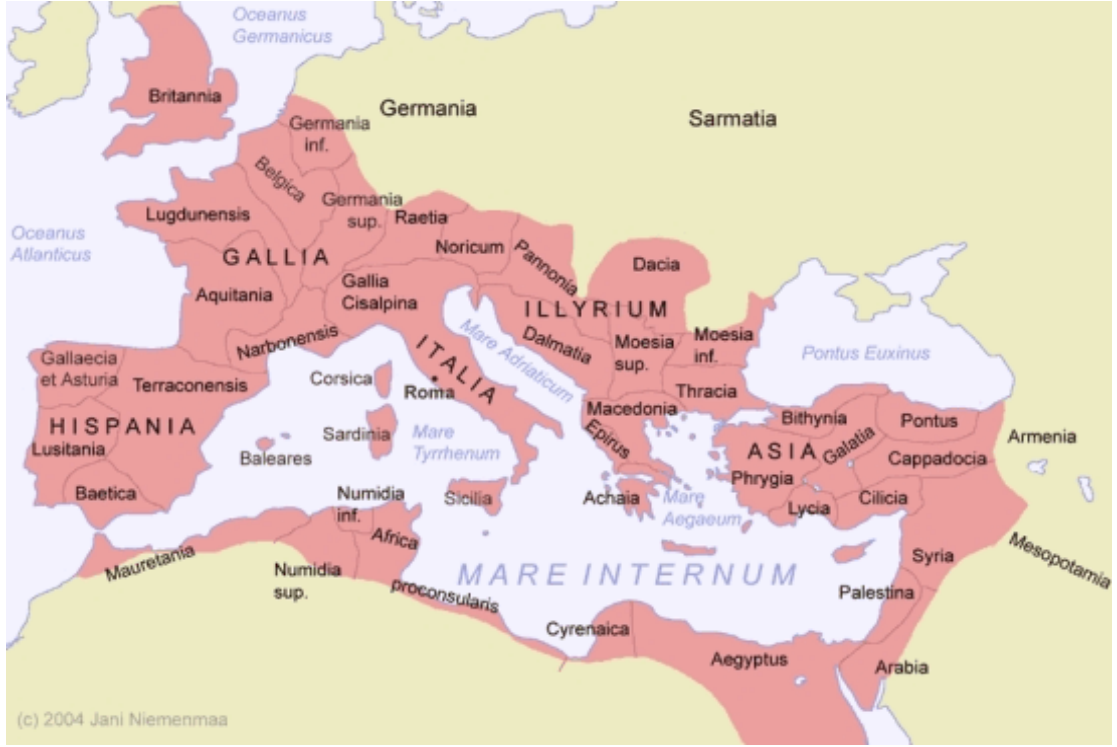 Oceanus
Germanicus
Britannia
Germania
Sarmatia
Germania
inf.
Belgica
Germania
sup.
Lugdunensis
Raetia
Oceanus
Atlanticus
GALLIA
Noricum
Pannonia
Dacia
Aquitania
Gallia
Cisalpina
ILLYRIUM
Narbonensis
ITALIA
Mare Adriaticum
Dalmatia
Moesia
sup.
Moesia
inf.
Pontus Euxinus
Gallaecia
et Asturia
Terraconensis
Corsica
Roma
Thracia
HISPANIA
Macedonia
Bithynia
Pontus
Lusitania
Sardinia
Mare
Tyrrhenum
Epirus
ASIA
Galatia
Armenia
Baleares
Phrygia
Cappadocia
Baetica
Numidia
inf.
Sicilia
Achaia
Mare
Aegaeum
Lycia
Cilicia
Mauretania
Africa
proconsularis
Numidia
sup.
MARE INTERNUM
Syria
Mesopotamia
Palestina
Cyrenaica
Aegyptus
Arabia
(c) 2004 Jani Niemenmaa